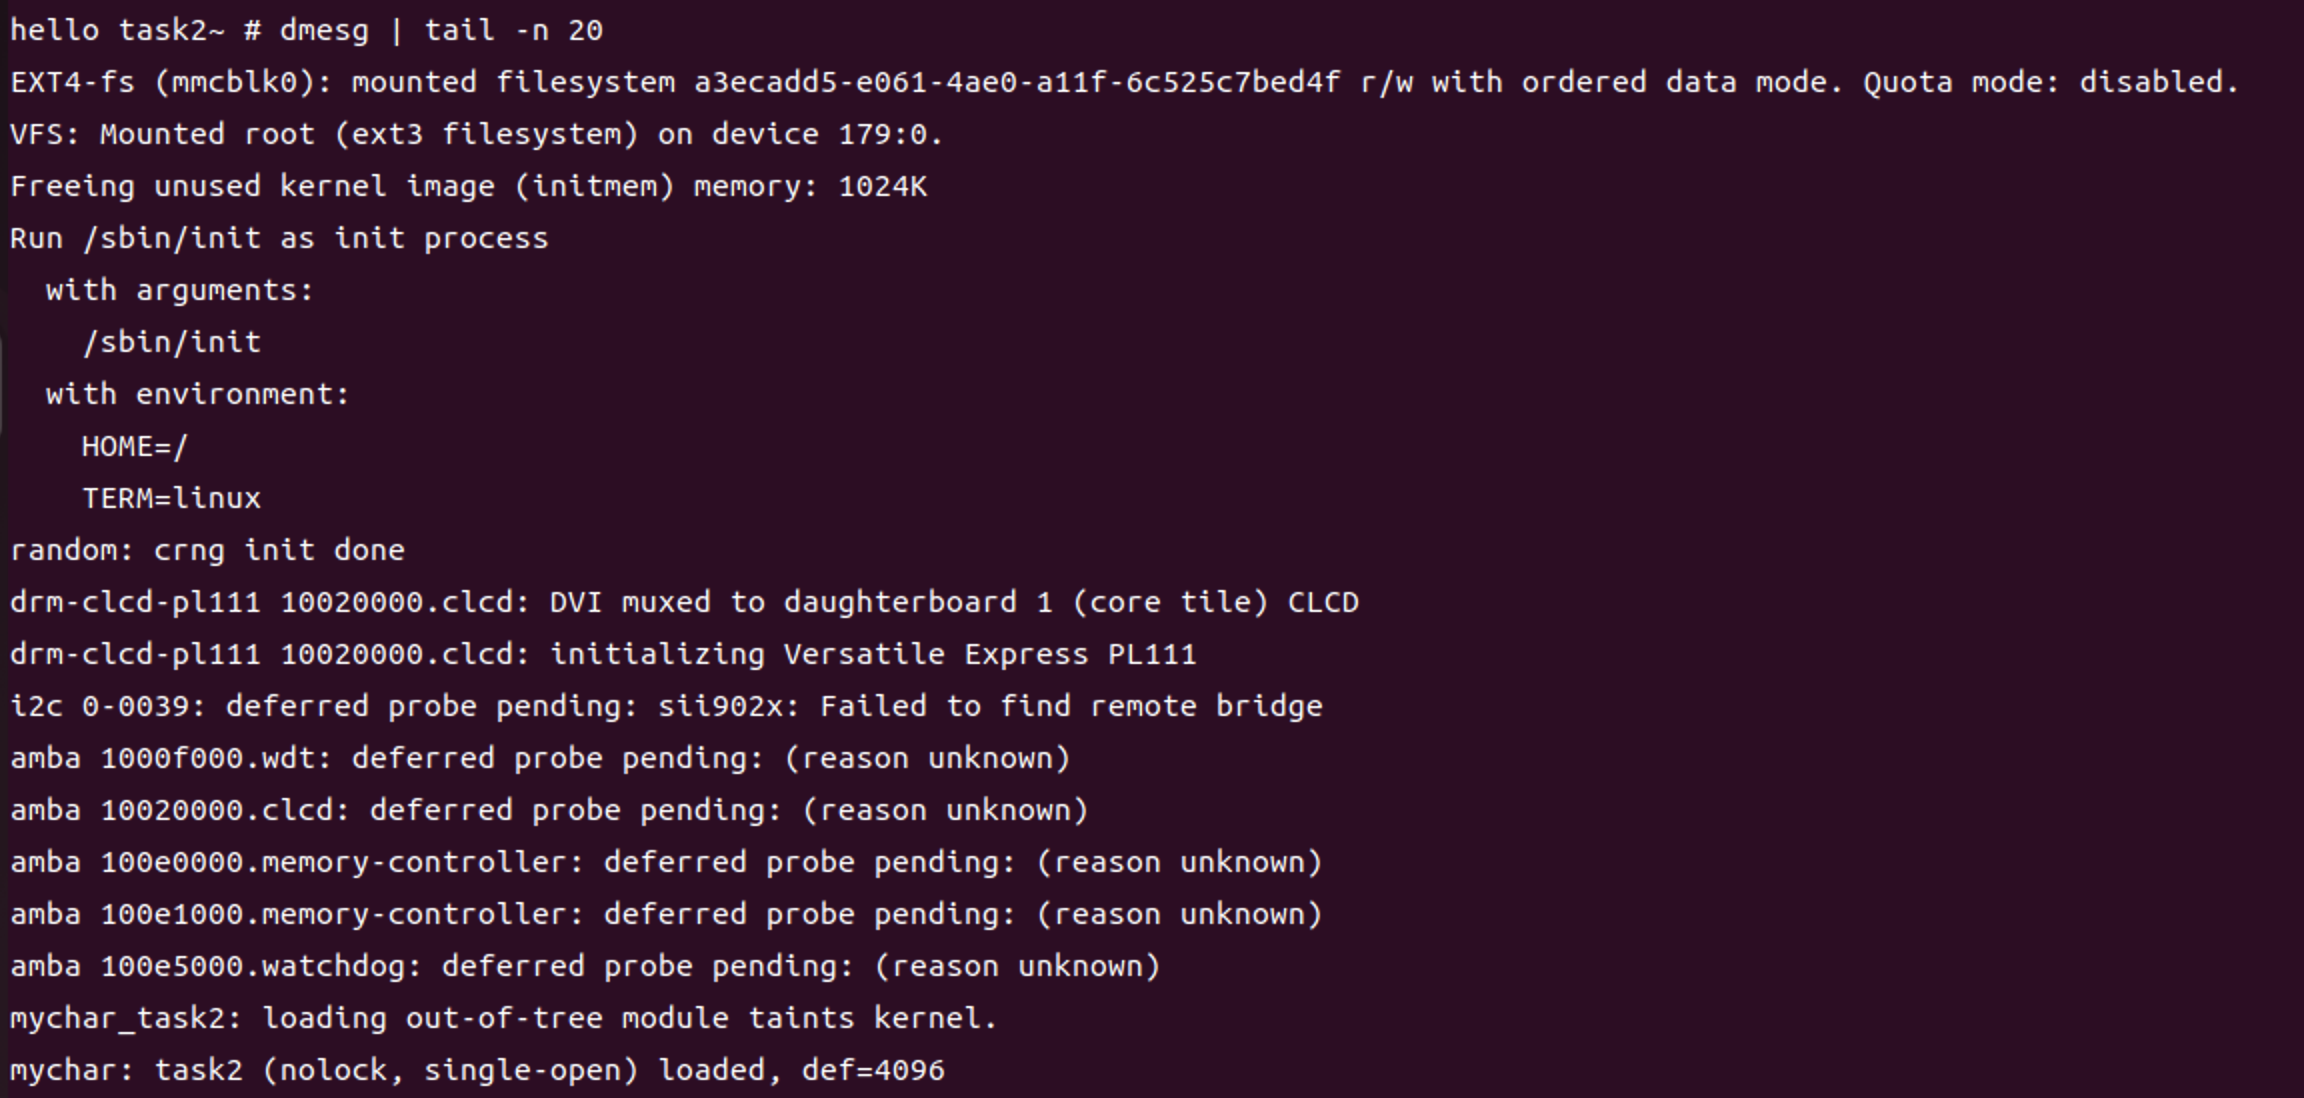 hello task2~ # dmesg | tail -n 20
EXT4-fs (mmcblk0): mounted filesystem a3ecadd5-e061-4ae0-a11f-6c525c7bed4f r/w with ordered data mode. Quota mode: disabled.
VFS: Mounted root (ext3 filesystem) on device 179:0.
Freeing unused kernel image (initmem) memory: 1024K
Run /sbin/init as init process
  with arguments:
    /sbin/init
  with environment:
    HOME=/
    TERM=linux
random: crng init done
drm-clcd-pl111 10020000.clcd: DVI muxed to daughterboard 1 (core tile) CLCD
drm-clcd-pl111 10020000.clcd: initializing Versatile Express PL111
i2c 0-0039: deferred probe pending: sii902x: Failed to find remote bridge
amba 1000f000.wdt: deferred probe pending: (reason unknown)
amba 10020000.clcd: deferred probe pending: (reason unknown)
amba 100e0000.memory-controller: deferred probe pending: (reason unknown)
amba 100e1000.memory-controller: deferred probe pending: (reason unknown)
amba 100e5000.watchdog: deferred probe pending: (reason unknown)
mychar_task2: loading out-of-tree module taints kernel.
mychar: task2 (nolock, single-open) loaded, def=4096